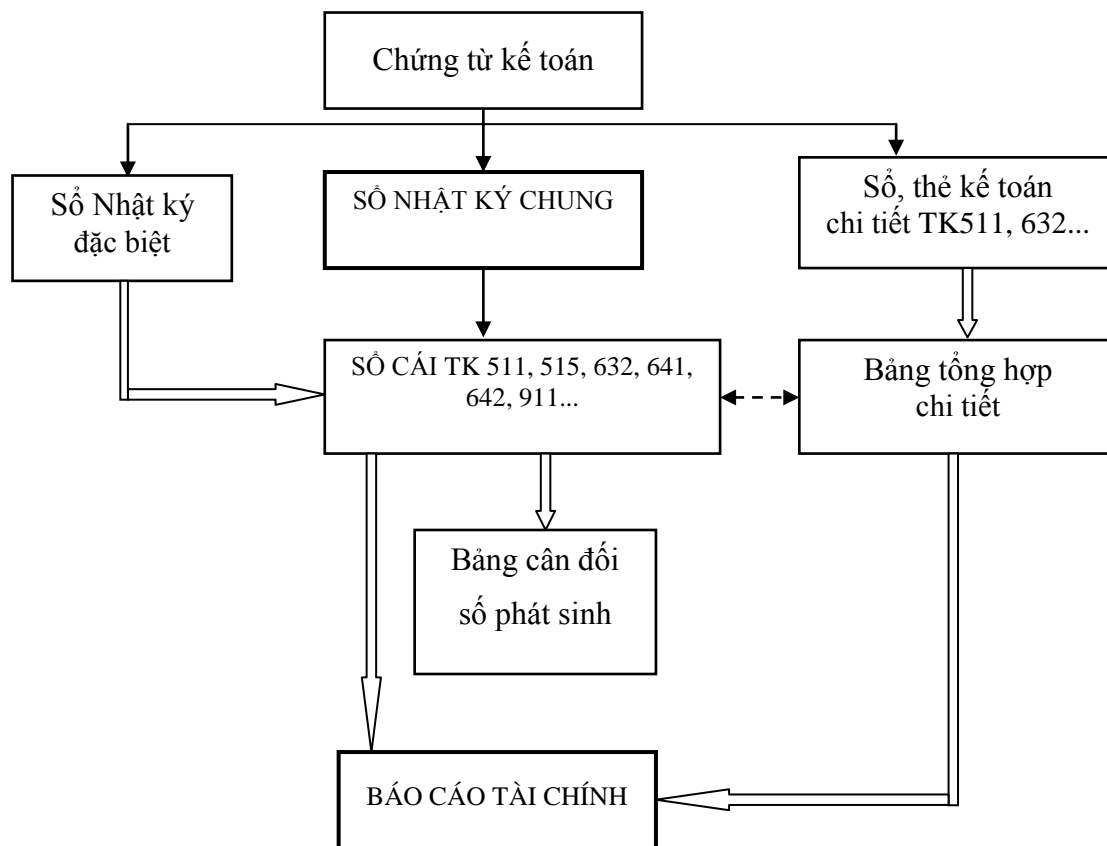 Chứng từ kế toán
Sổ Nhật ký
đặc biệt
SỔ NHẬT KÝ CHUNG
Sổ, thẻ kế toán
chi tiết TK511, 632...
SỔ CÁI TK 511, 515, 632, 641,
642, 911...
Bảng tổng hợp
chi tiết
Bảng cân đối
số phát sinh
BÁO CÁO TÀI CHÍNH